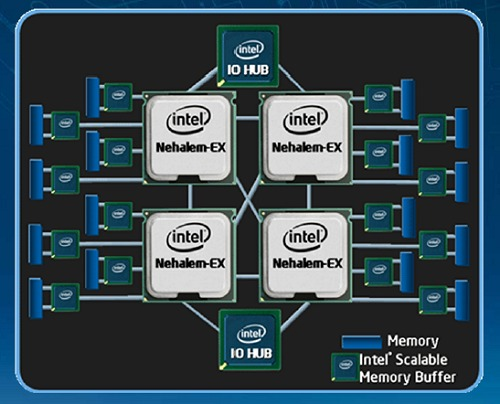 intel
IO HUB
intel
Nehalem-EX
intel
Nehalem-EX
intel
Nehalem-EX
intel
Nehalem-EX
intel
IO HUB
Memory
Intel® Scalable
Memory Buffer